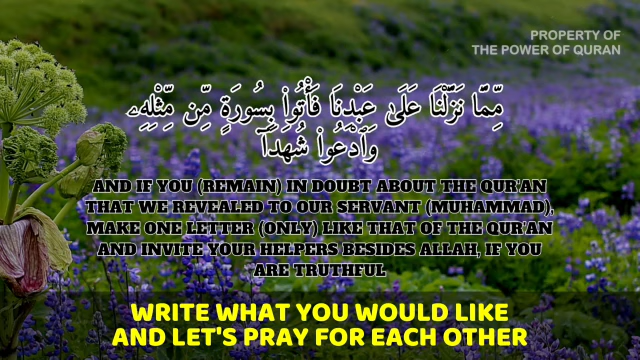 PROPERTY OF
THE POWER OF QURAN
مِّمَّا نَزَّلْنَا عَلَىٰ عَبْدِنَا فَأْتُوا۟ بِسُورَةٍ مِّن مِّثْلِهِۦ
وَٱدْعُوا۟ شُهَدَآ
AND IF YOU (REMAIN) IN DOUBT ABOUT THE QUR'AN
THAT WE REVEALED TO OUR SERVANT (MUHAMMAD),
MAKE ONE LETTER (ONLY) LIKE THAT OF THE QUR'AN
AND INVITE YOUR HELPERS BESIDES ALLAH, IF YOU
ARE TRUTHFUL
WRITE WHAT YOU WOULD LIKE
AND LET'S PRAY FOR EACH OTHER